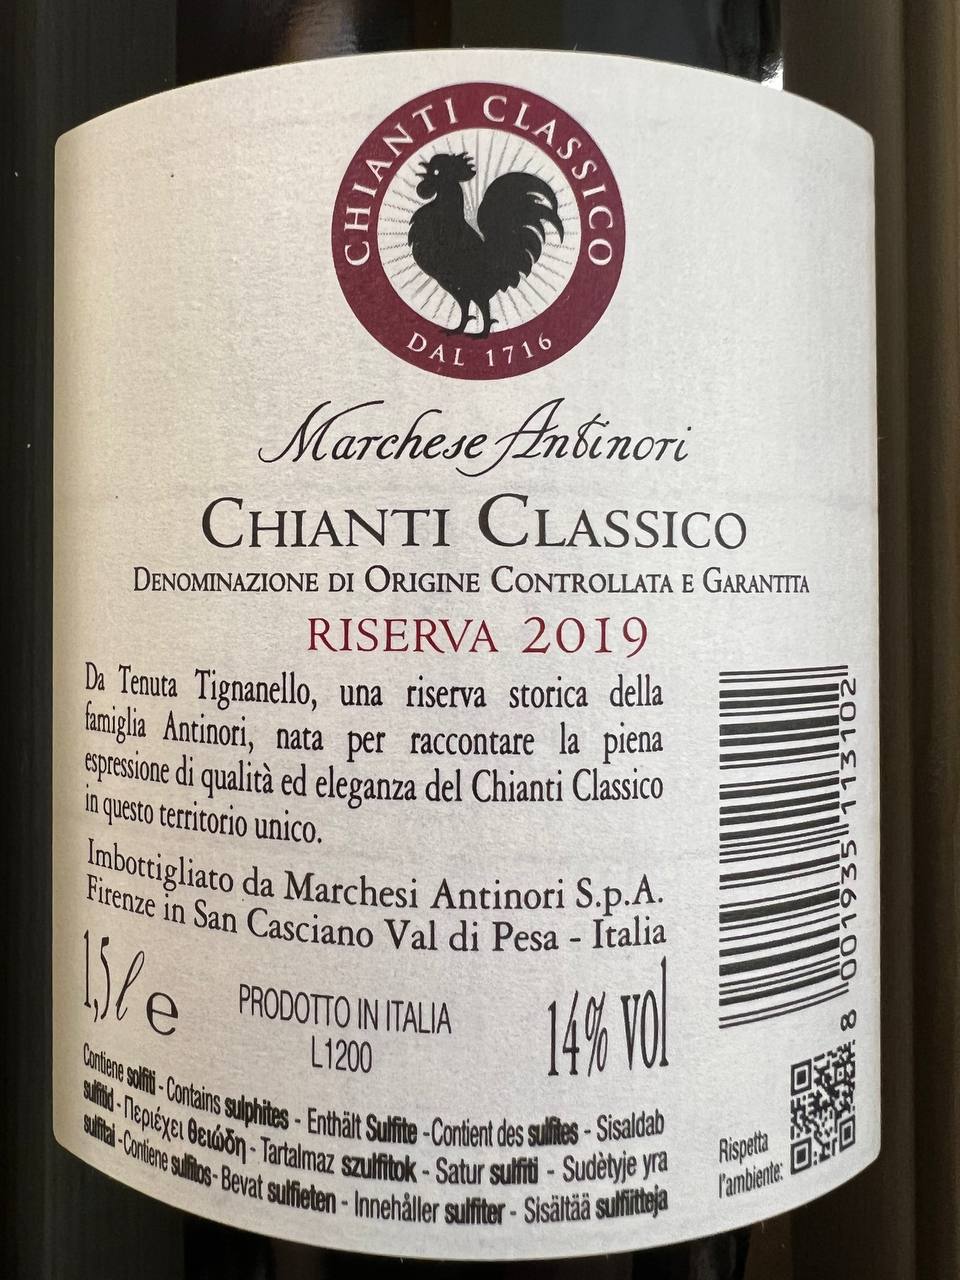 CHIANTI CLASSICO
DAL 1716
Marchese Antinori
CHIANTI CLASSICO
DENOMINAZIONE DI ORIGINE CONTROLLATA E GARANTITA
RISERVA 2019
Da Tenuta Tignanello, una riserva storica della
famiglia Antinori, nata per raccontare la piena
espressione di qualità ed eleganza del Chianti Classico
in questo territorio unico.
Imbottigliato da Marchesi Antinori S.p.A.
Firenze in San Casciano Val di Pesa - Italia
1,5 ℓ e
PRODOTTO IN ITALIA
L1200
14% vol
Contiene solfiti - Contains sulphites - Enthält Sulfite -Contient des sulfites - Sisaldab
sulfitid - Περιέχει θειώδη - Tartalmaz szulfitok - Satur sulfīti - Sudètyje yra
sulfitai -Contiene sulfitos- Bevat sulfieten - Innehåller sulfiter - Sisältää sulfiitteja
8 001935 113102
Rispetta
l'ambiente: